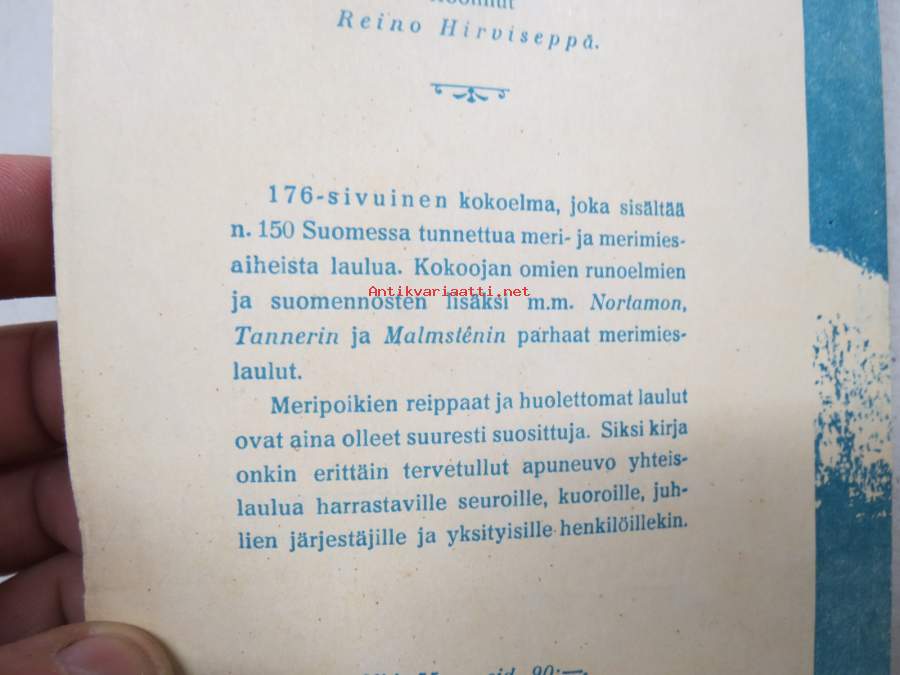 Reino Hirviseppä.
176-sivuinen kokoelma, joka sisältää
n. 150 Suomessa tunnettua meri- ja merimies-
aiheista laulua. Kokoojan omien runoelmien
Antikvariaatti.net
ja suomennosten lisäksi m.m. Nortamon,
Tannerin ja Malmsténin parhaat merimies-
laulut.
Meripoikien reippaat ja huolettomat laulut
ovat aina olleet suuresti suosittuja. Siksi kirja
onkin erittäin tervetullut apuneuvo yhteis-
laulua harrastaville seuroille, kuoroille, juh-
lien järjestäjille ja yksityisille henkilöillekin.
sid. 90:—.